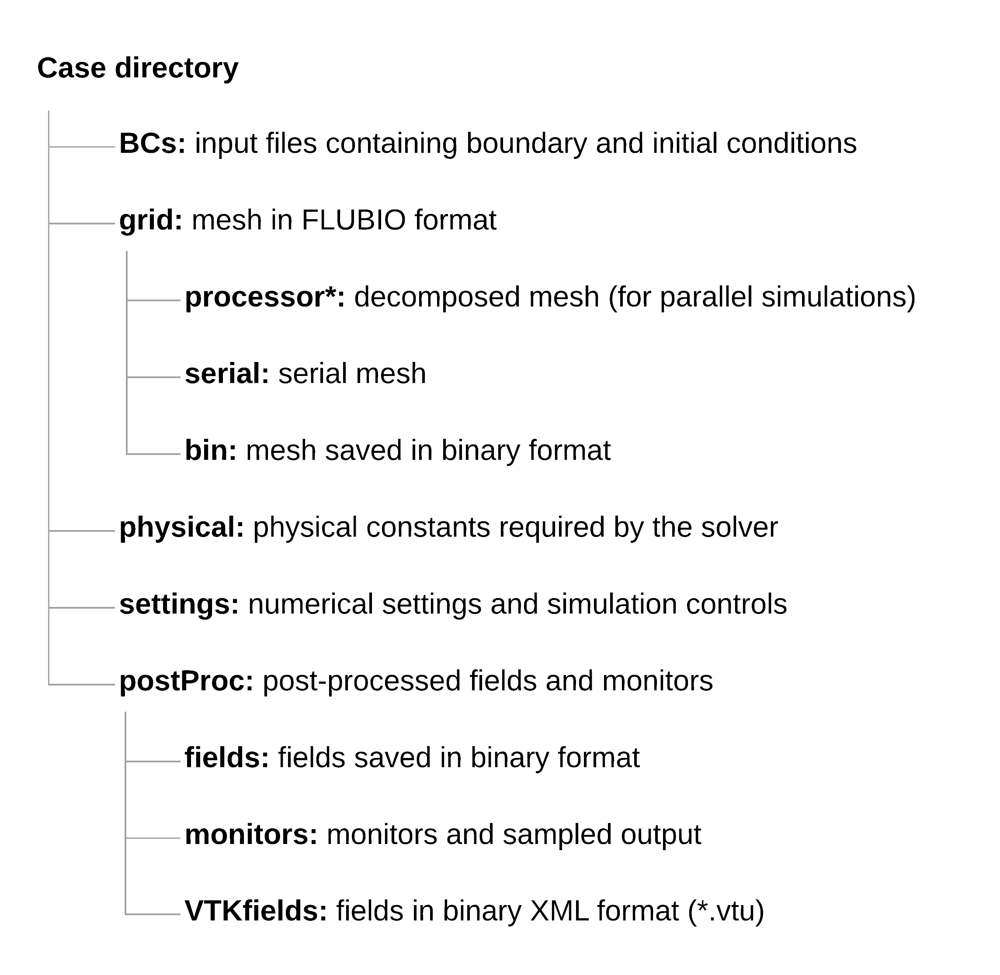 Case directory
BCs: input files containing boundary and initial conditions
grid: mesh in FLUBIO format
processor*: decomposed mesh (for parallel simulations)
serial: serial mesh
bin: mesh saved in binary format
physical: physical constants required by the solver
settings: numerical settings and simulation controls
postProc: post-processed fields and monitors
fields: fields saved in binary format
monitors: monitors and sampled output
VTKfields: fields in binary XML format (*.vtu)